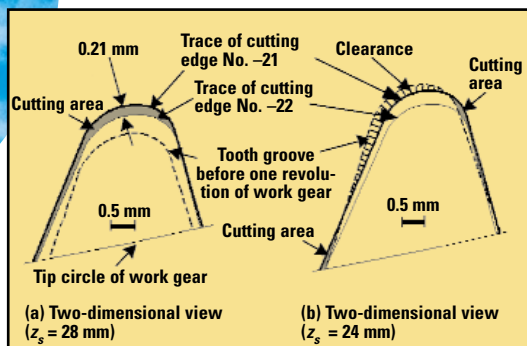 0.21 mm
Trace of cutting
edge No. –21
Cutting area
Trace of cutting
edge No. –22
Tooth groove
before one revolu-
tion of work gear
0.5 mm
Tip circle of work gear
(a) Two-dimensional view
(zs = 28 mm)
Clearance
Cutting
area
0.5 mm
Cutting area
(b) Two-dimensional view
(zs = 24 mm)